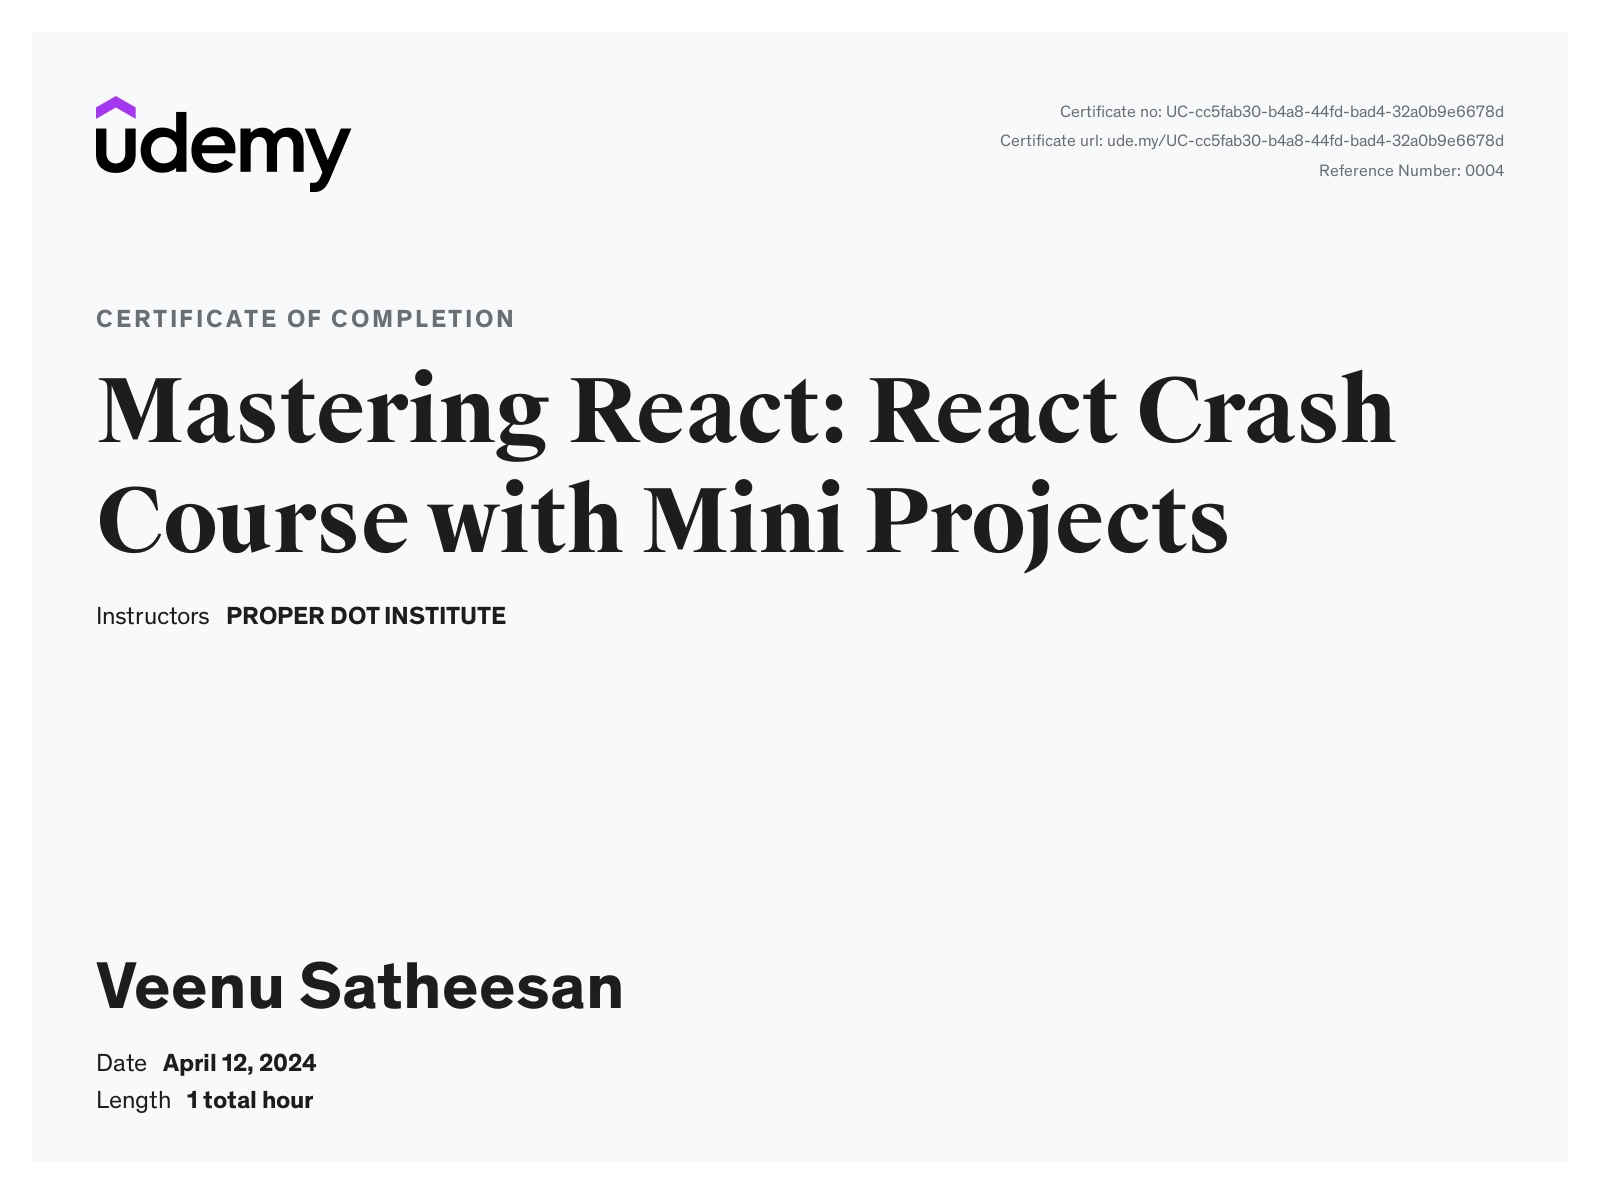 udemy
Certificate no: UC-cc5fab30-b4a8-44fd-bad4-32a0b9e6678d
Certificate url: ude.my/UC-cc5fab30-b4a8-44fd-bad4-32a0b9e6678d
Reference Number: 0004
CERTIFICATE OF COMPLETION
Mastering React: React Crash
Course with Mini Projects
Instructors PROPER DOT INSTITUTE
Veenu Satheesan
Date April 12, 2024
Length 1 total hour